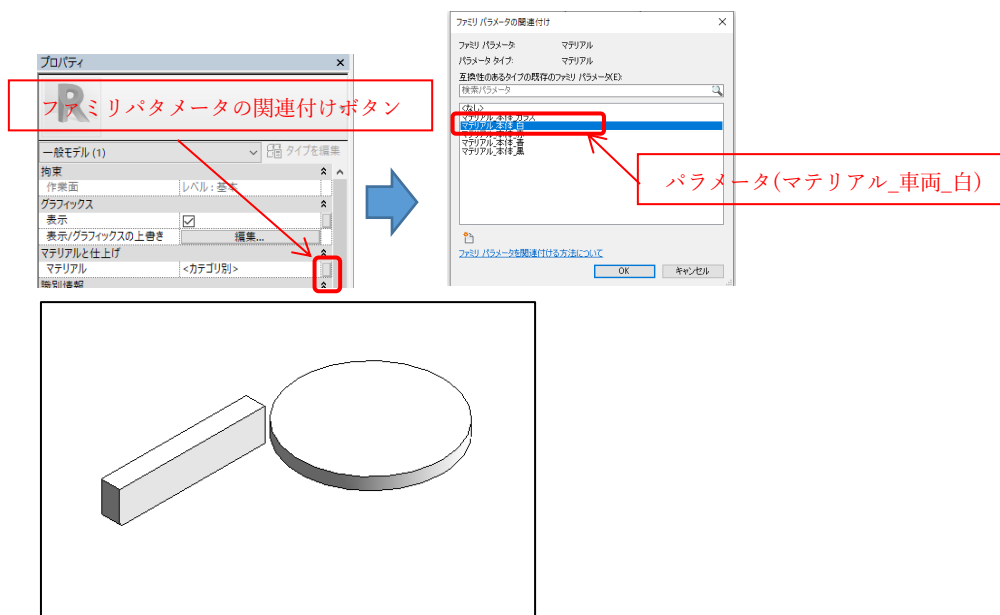 プロパティ
×
R
ファミリパタメータの関連付けボタン
一般モデル (1)
タイプを編集
拘束
作業面
レベル : 基本
グラフィックス
表示
表示/グラフィックスの上書き
編集...
マテリアルと仕上げ
マテリアル
<カテゴリ別>
識別情報
ファミリ パラメータの関連付け
×
ファミリ パラメータ:
マテリアル
パラメータ タイプ:
マテリアル
互換性のあるタイプの既存のファミリ パラメータ(E):
検索パラメータ
<なし>
マテリアル_本体_ガラス
マテリアル_本体_白
マテリアル_本体_赤
マテリアル_本体_青
マテリアル_本体_黒
パラメータ(マテリアル_車両_白)
ファミリ パラメータを関連付ける方法について
OK
キャンセル